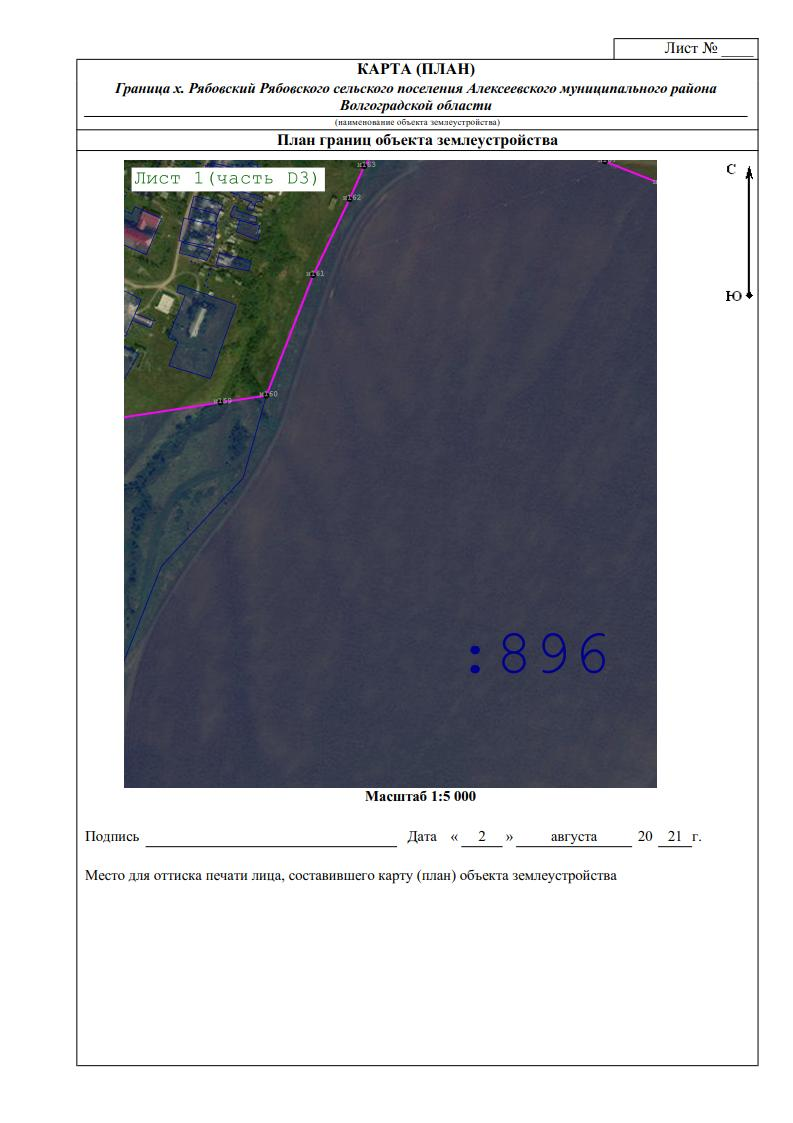 Лист № ____
КАРТА (ПЛАН)
Граница х. Рябовский Рябовского сельского поселения Алексеевского муниципального района
Волгоградской области
(наименование объекта землеустройства)
План границ объекта землеустройства
Лист 1(часть D3)
н163
н162
н161
н160
н159
С
Ю
:896
Масштаб 1:5 000
Подпись Дата « 2 » августа 20 21 г.
Место для оттиска печати лица, составившего карту (план) объекта землеустройства